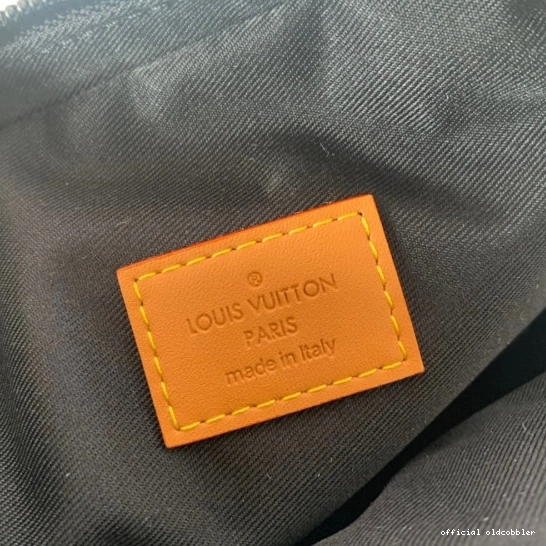 ®
LOUIS VUITTON
PARIS
made in Italy
official oldcobbler